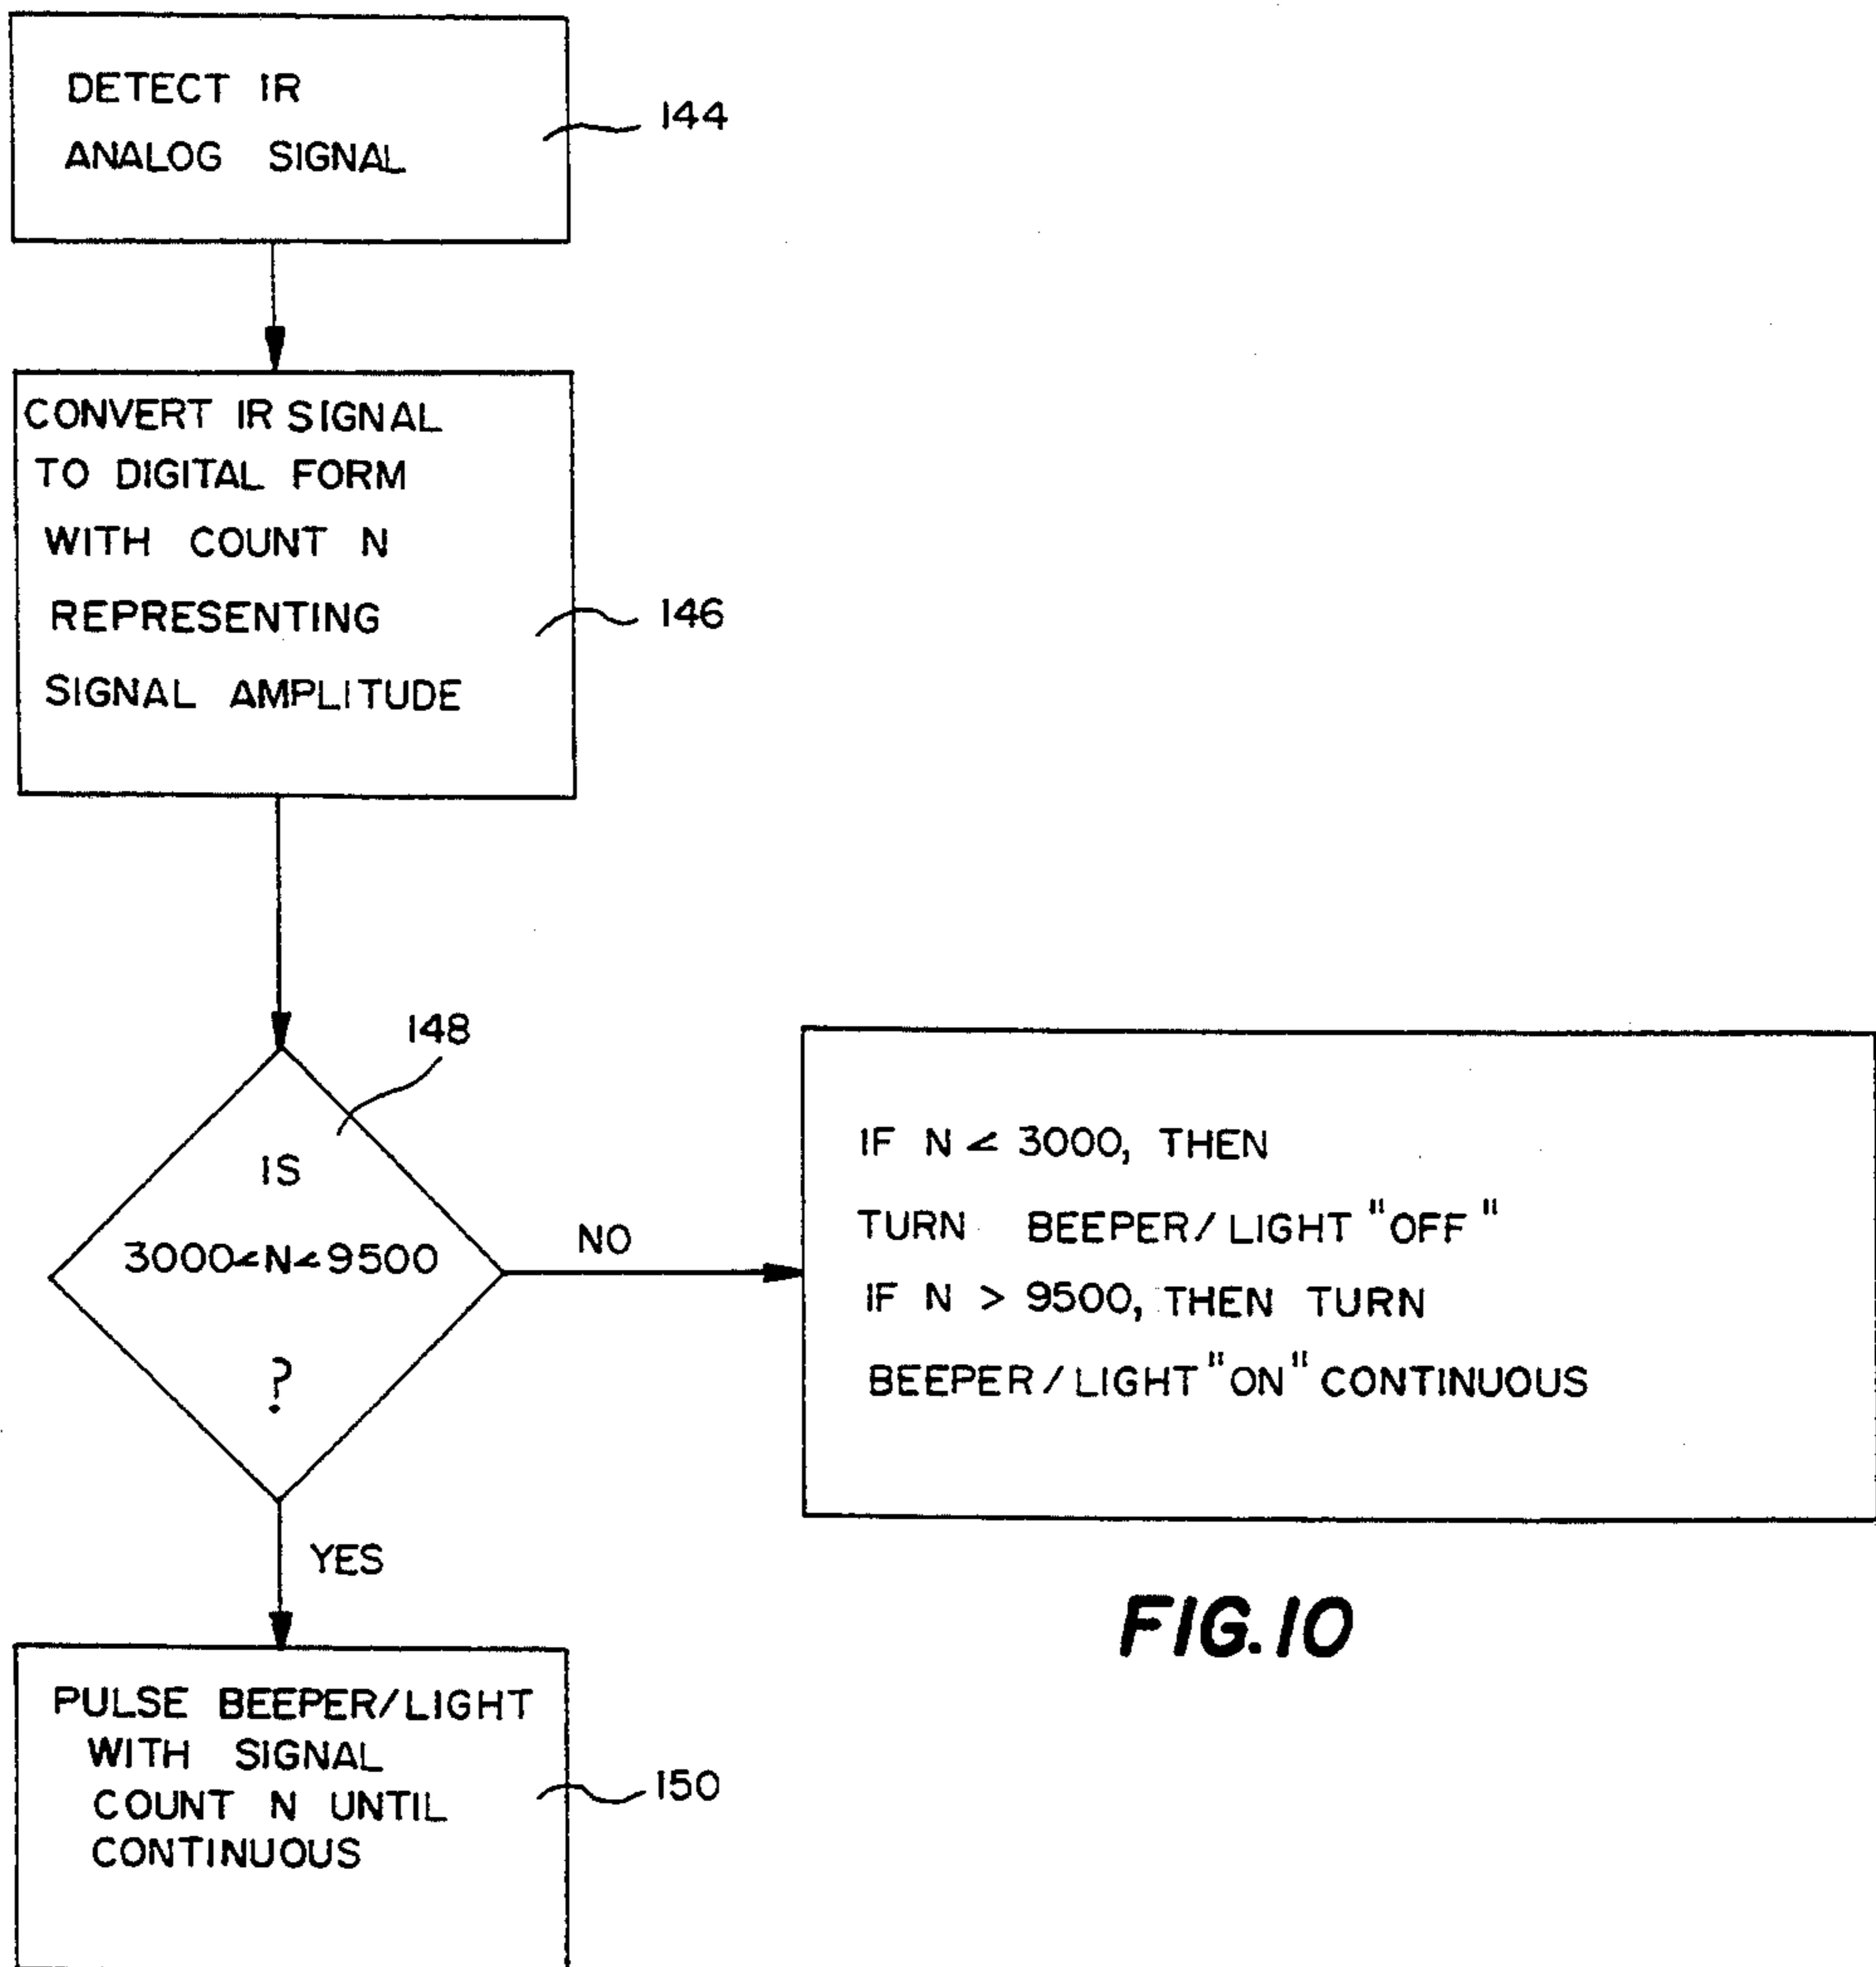 DETECT IR
ANALOG SIGNAL
144
CONVERT IR SIGNAL
TO DIGITAL FORM
WITH COUNT N
REPRESENTING
SIGNAL AMPLITUDE
146
148
IS
3000<N<9500
?
NO
IF N < 3000, THEN
TURN BEEPER/LIGHT "OFF"
IF N > 9500, THEN TURN
BEEPER/LIGHT "ON" CONTINUOUS
YES
PULSE BEEPER/LIGHT
WITH SIGNAL
COUNT N UNTIL
CONTINUOUS
150
FIG.10